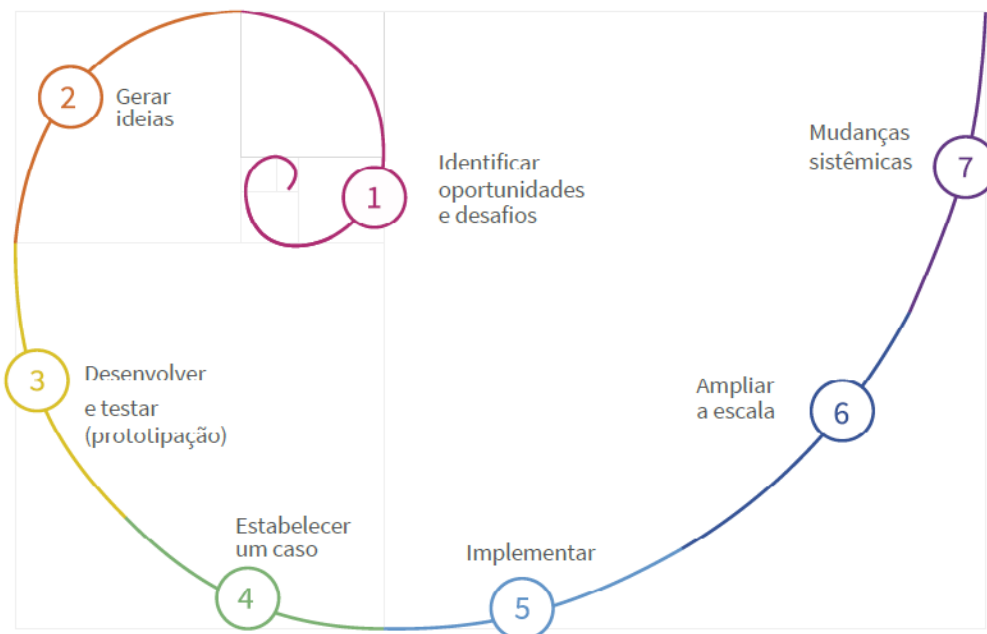 1
Identificar
oportunidades
e desafios
2
Gerar
ideias
3
Desenvolver
e testar
(prototipação)
4
Estabelecer
um caso
5
Implementar
6
Ampliar
a escala
7
Mudanças
sistêmicas